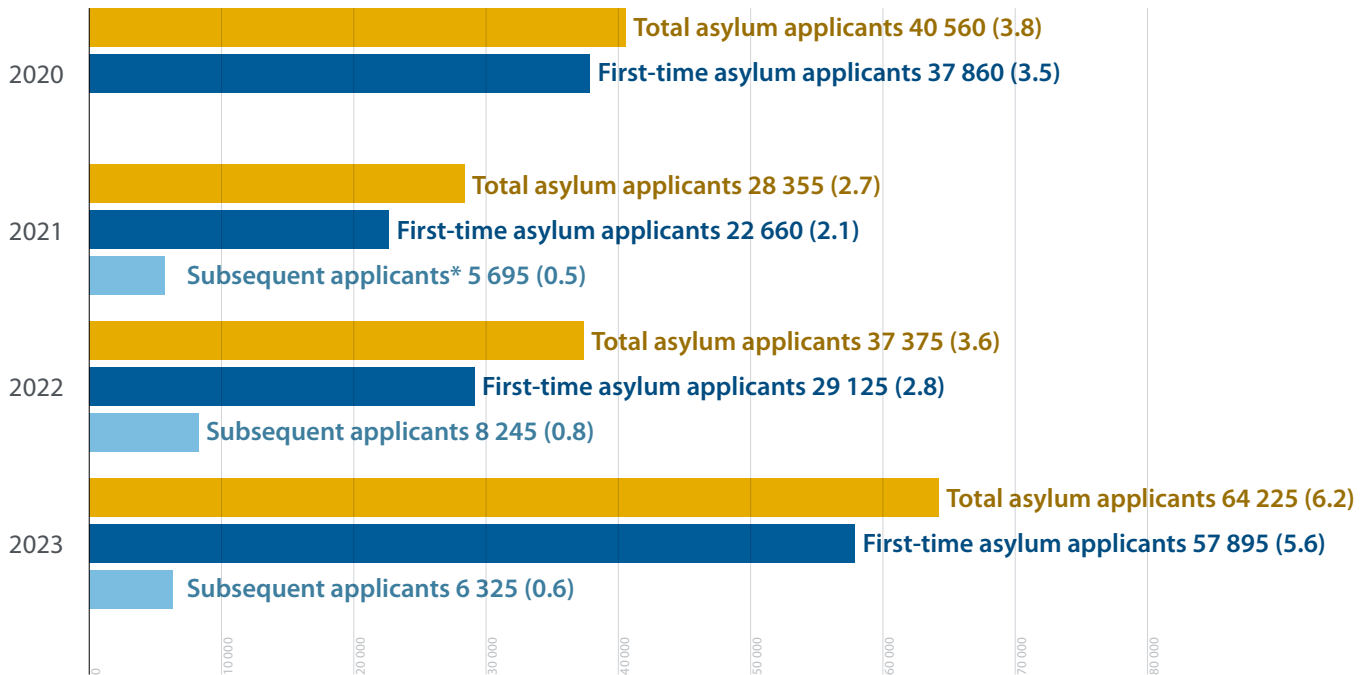 Total asylum applicants 40 560 (3.8)
2020
First-time asylum applicants 37 860 (3.5)
Total asylum applicants 28 355 (2.7)
2021
First-time asylum applicants 22 660 (2.1)
Subsequent applicants* 5 695 (0.5)
Total asylum applicants 37 375 (3.6)
2022
First-time asylum applicants 29 125 (2.8)
Subsequent applicants 8 245 (0.8)
Total asylum applicants 64 225 (6.2)
2023
First-time asylum applicants 57 895 (5.6)
Subsequent applicants 6 325 (0.6)
0
10 000
20 000
30 000
40 000
50 000
60 000
70 000
80 000